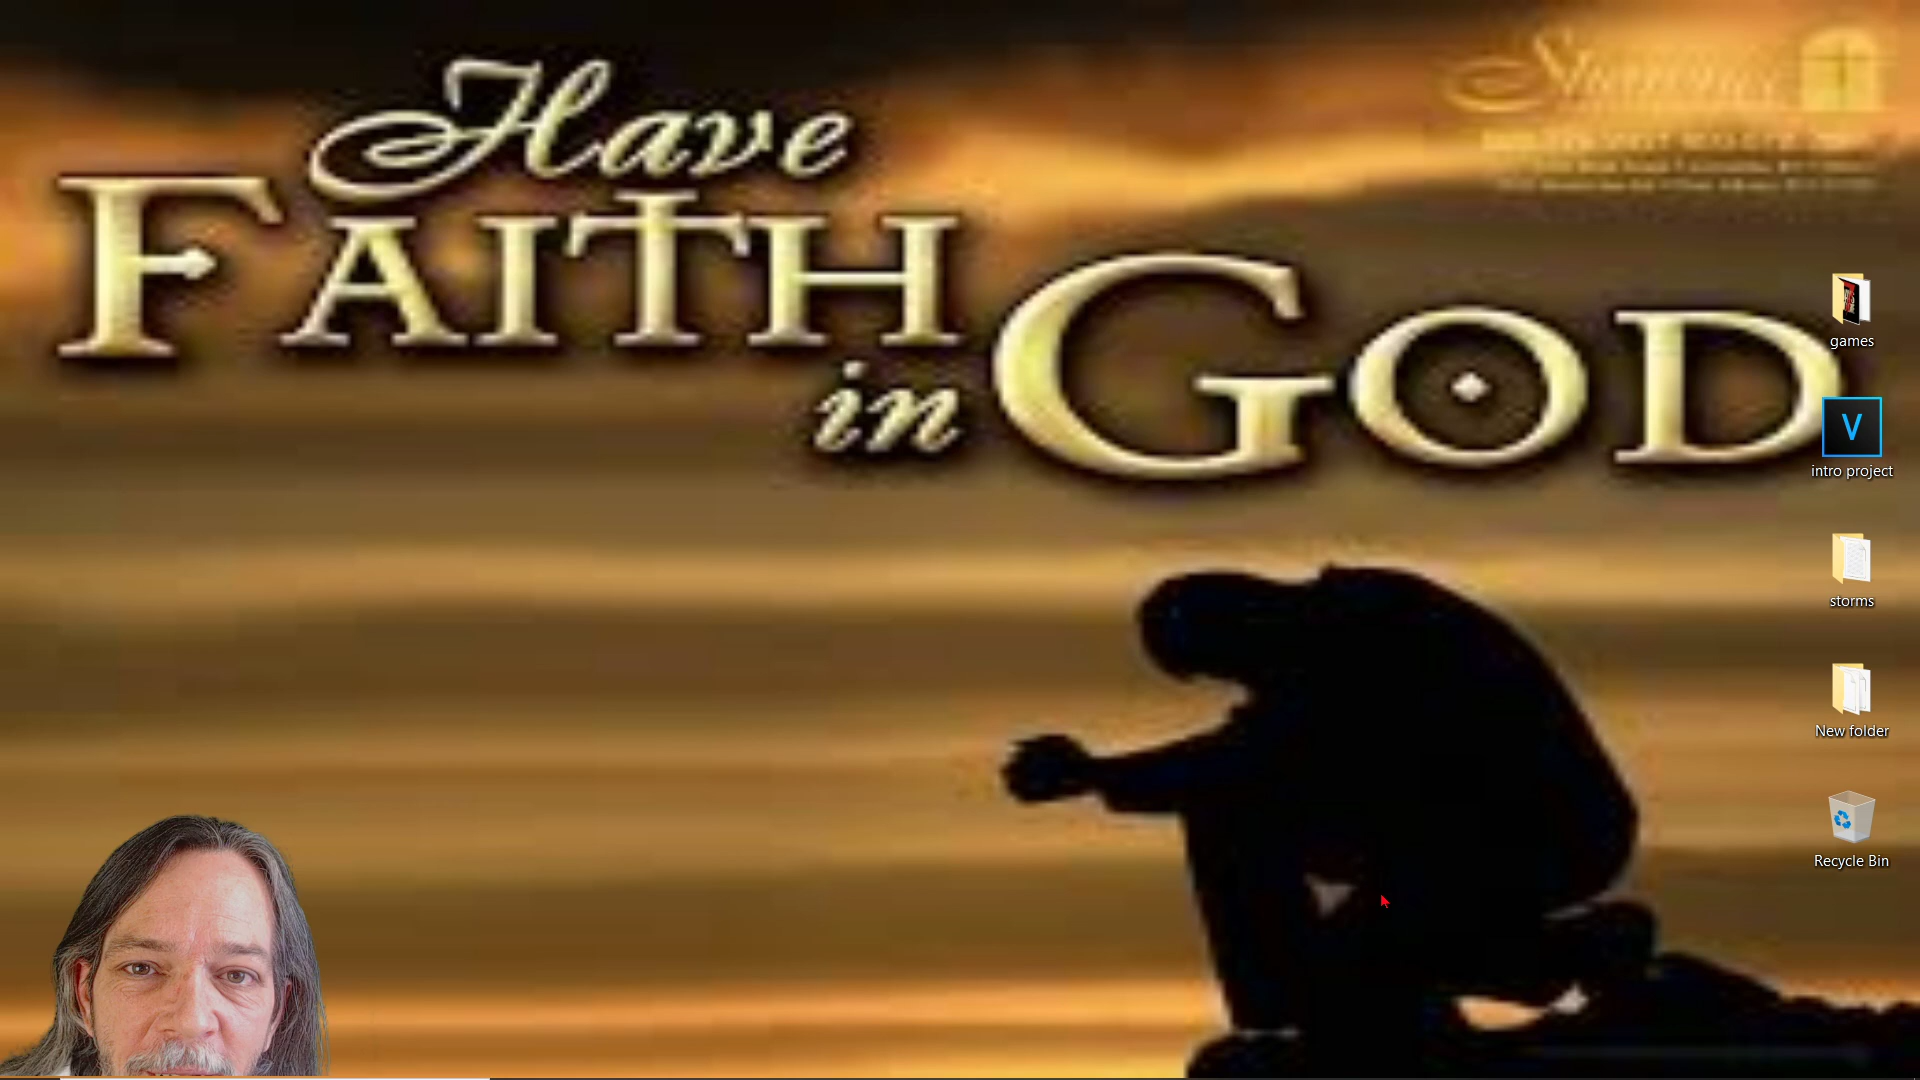 Have
FAITH
in GOD
games
V
intro project
storms
New folder
Recycle Bin